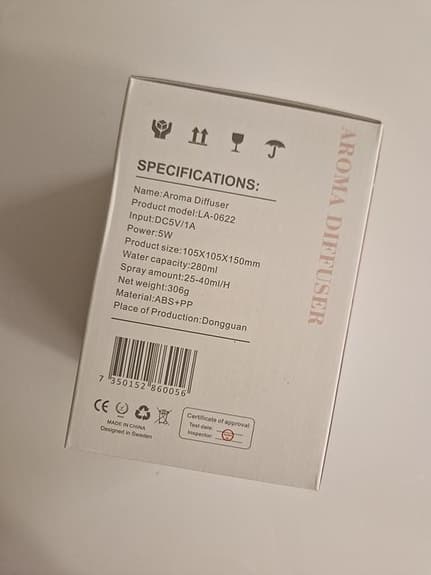 SPECIFICATIONS:
Name:Aroma Diffuser
Product model:LA-0622
Input:DC5V/1A
Power:5W
Product size:105X105X150mm
Water capacity:280ml
Spray amount:25-40ml/H
Net weight:306g
Material:ABS+PP
Place of Production:Dongguan
7 350152 860056
CE
MADE IN CHINA
Designed in Sweden
Certificate of approval
Test date:
Inspector:
AROMA DIFFUSER